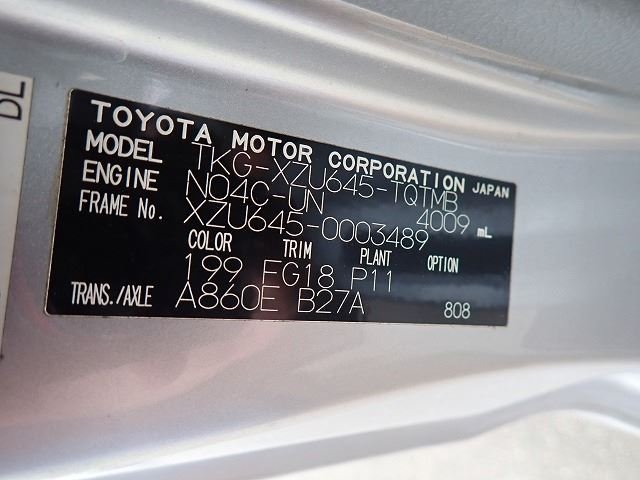 DL
TOYOTA MOTOR CORPORATION JAPAN
MODEL TKG-XZU645-TQTMB
ENGINE N04C-UN 4009 mL
FRAME No. XZU645-0003489
COLOR TRIM PLANT OPTION
199 FG18 P11
TRANS./AXLE A860E B27A 808